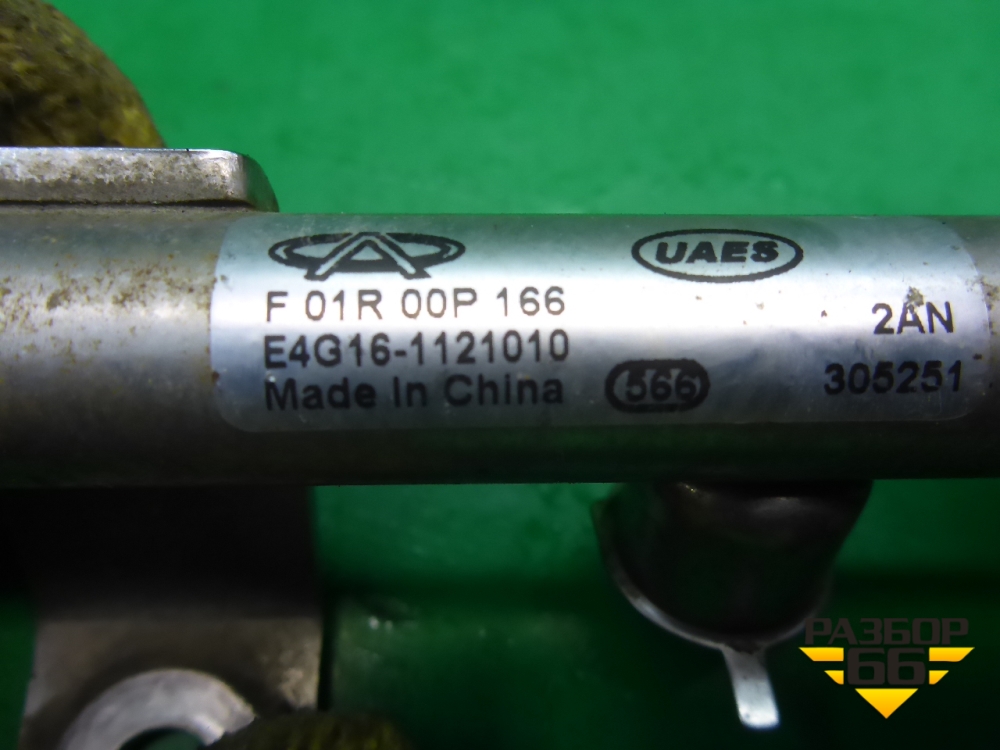 UAES
F 01R 00P 166
2AN
E4G16-1121010
Made In China
566
305251
РАЗБОР
66